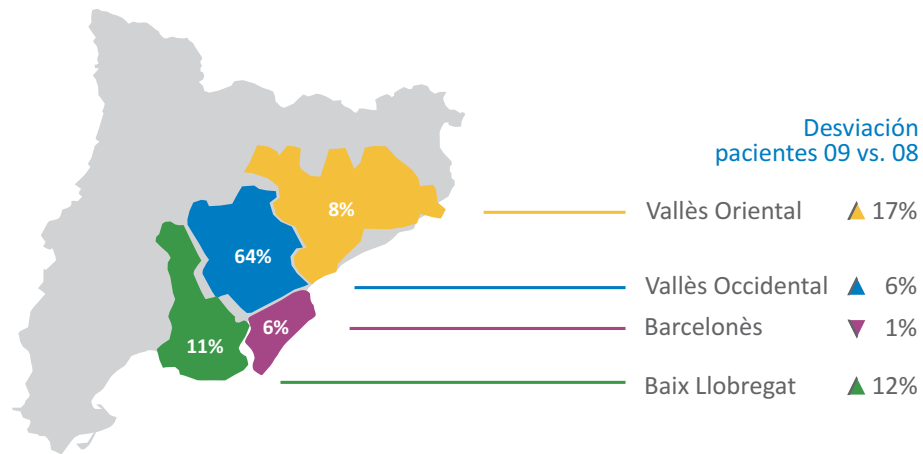 Desviación
pacientes 09 vs. 08
8%
Vallès Oriental ▲ 17%
64%
Vallès Occidental ▲ 6%
6%
Barcelonès ▼ 1%
11%
Baix Llobregat ▲ 12%